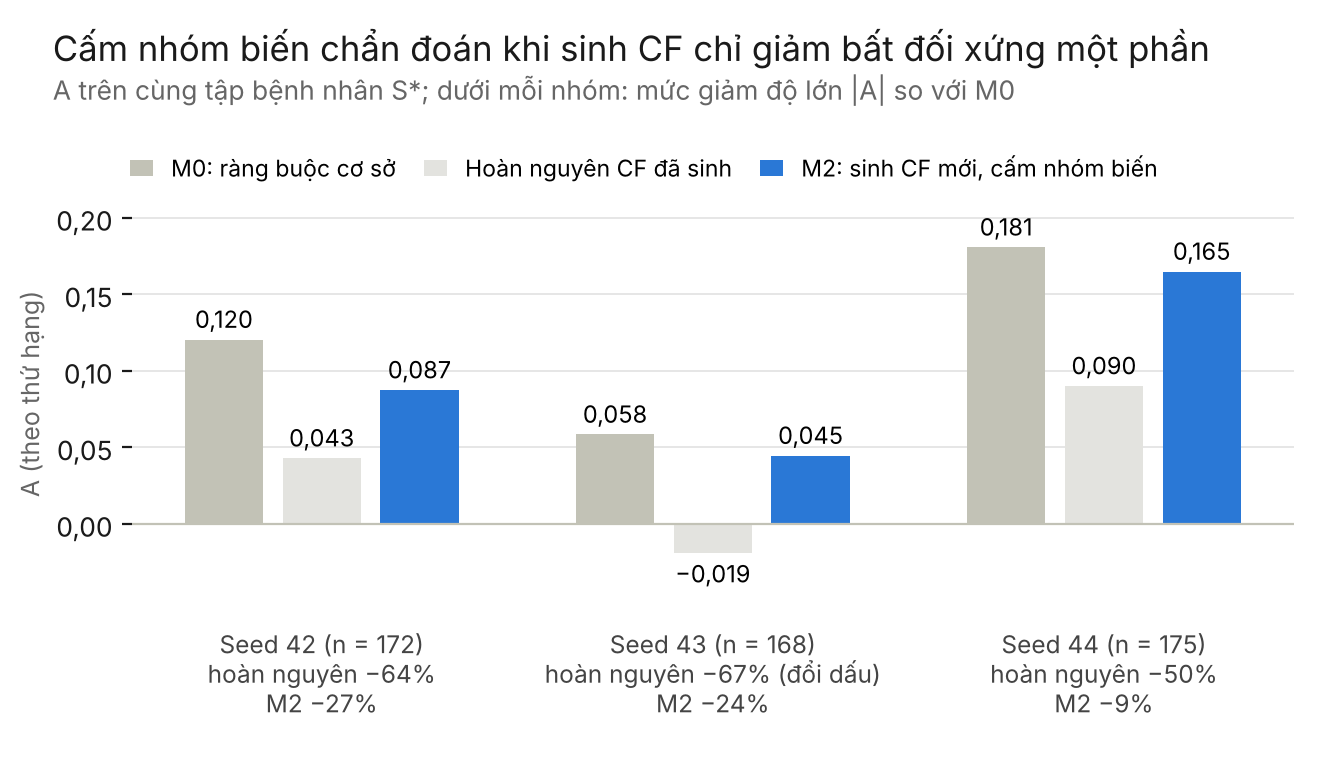 Cấm nhóm biến chẩn đoán khi sinh CF chỉ giảm bất đối xứng một phần
A trên cùng tập bệnh nhân S*; dưới mỗi nhóm: mức giảm độ lớn |A| so với M0
M0: ràng buộc cơ sở Hoàn nguyên CF đã sinh M2: sinh CF mới, cấm nhóm biến
A (theo thứ hạng)
0,20
0,15
0,10
0,05
0,00
0,120
0,043
0,087
0,058
−0,019
0,045
0,181
0,090
0,165
Seed 42 (n = 172)
hoàn nguyên −64%
M2 −27%
Seed 43 (n = 168)
hoàn nguyên −67% (đổi dấu)
M2 −24%
Seed 44 (n = 175)
hoàn nguyên −50%
M2 −9%